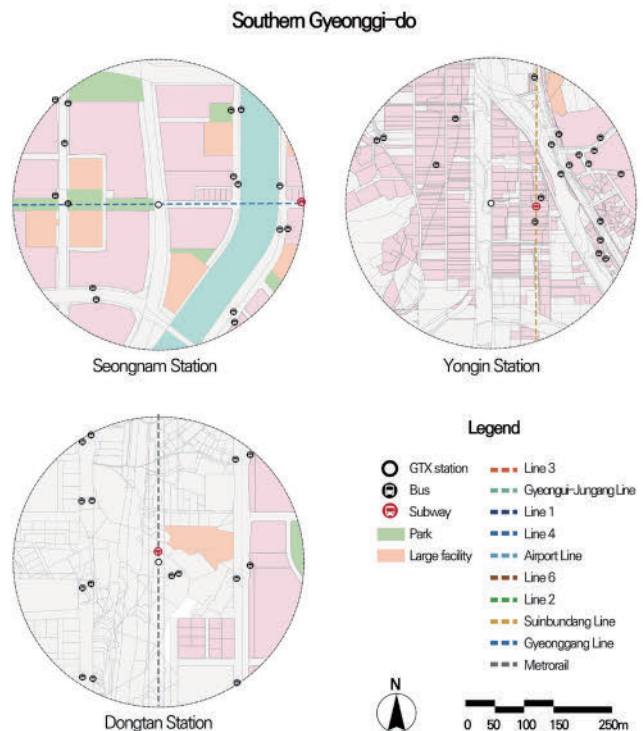 Southern Gyeonggi-do
Seongnam Station
Yongin Station
Dongtan Station
Legend
GTX station
Bus
Subway
Park
Large facility
Line 3
Gyeongui-Jungang Line
Line 1
Line 4
Airport Line
Line 6
Line 2
Suinbundang Line
Gyeonggang Line
Metrorail
N
0 50 100 150 250m